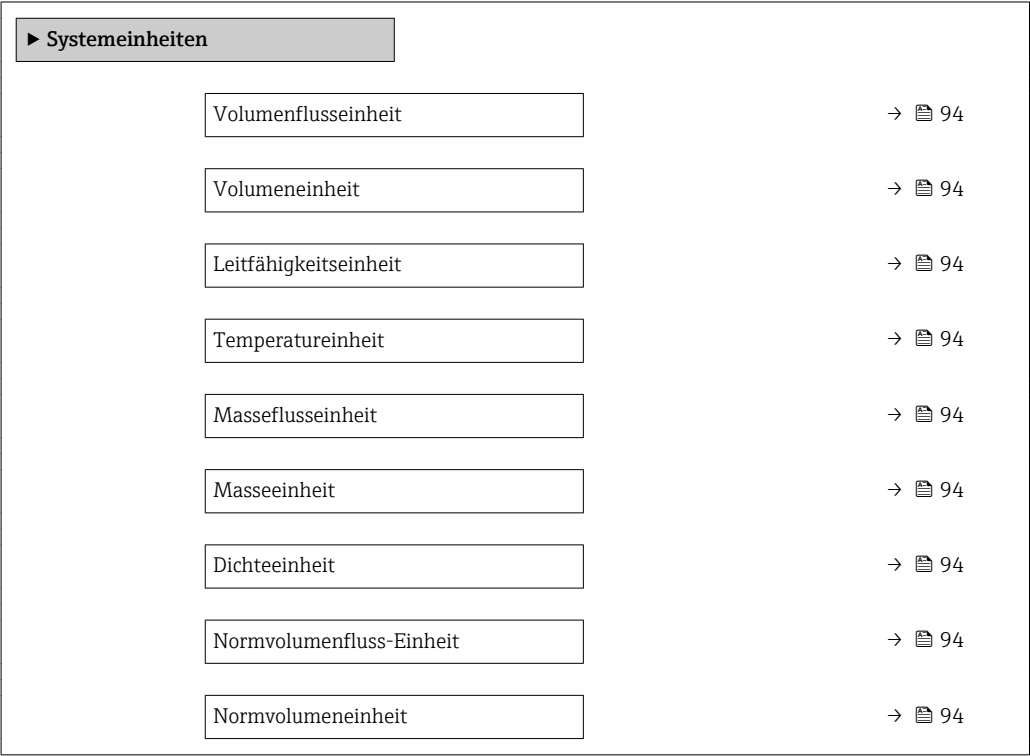 ▶ Systemeinheiten
Volumenflusseinheit → 94
Volumeneinheit → 94
Leitfähigkeitseinheit → 94
Temperatureinheit → 94
Masseflusseinheit → 94
Masseeinheit → 94
Dichteeinheit → 94
Normvolumenfluss-Einheit → 94
Normvolumeneinheit → 94